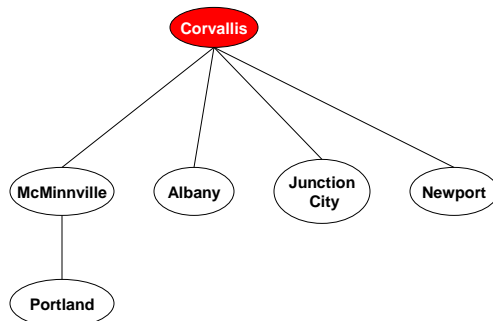 Corvallis
McMinnville
Albany
Junction
City
Newport
Portland